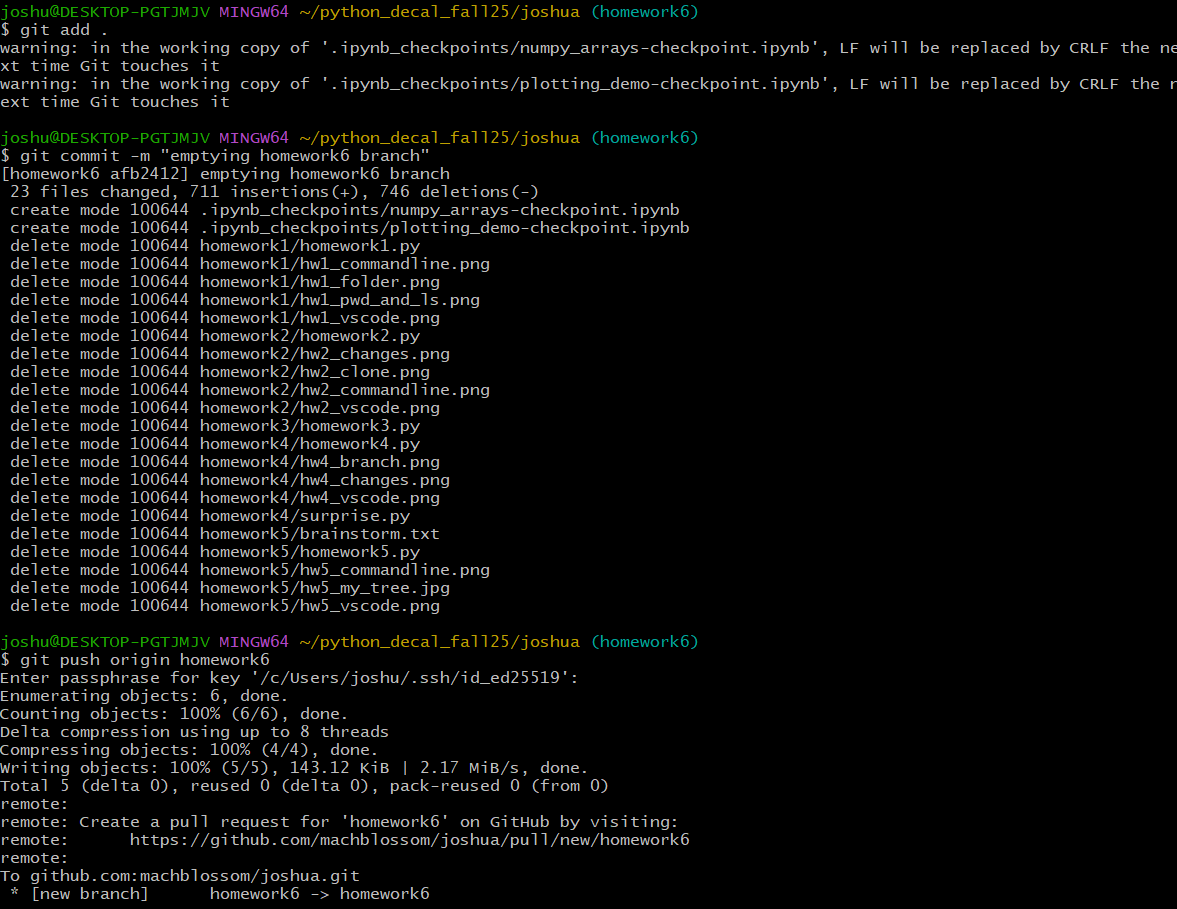 joshu@DESKTOP-PGTJMJV MINGW64 ~/python_decal_fall25/joshua (homework6)
$ git add .
warning: in the working copy of '.ipynb_checkpoints/numpy_arrays-checkpoint.ipynb', LF will be replaced by CRLF the ne
xt time Git touches it
warning: in the working copy of '.ipynb_checkpoints/plotting_demo-checkpoint.ipynb', LF will be replaced by CRLF the n
ext time Git touches it
joshu@DESKTOP-PGTJMJV MINGW64 ~/python_decal_fall25/joshua (homework6)
$ git commit -m "emptying homework6 branch"
[homework6 afb2412] emptying homework6 branch
 23 files changed, 711 insertions(+), 746 deletions(-)
 create mode 100644 .ipynb_checkpoints/numpy_arrays-checkpoint.ipynb
 create mode 100644 .ipynb_checkpoints/plotting_demo-checkpoint.ipynb
 delete mode 100644 homework1/homework1.py
 delete mode 100644 homework1/hw1_commandline.png
 delete mode 100644 homework1/hw1_folder.png
 delete mode 100644 homework1/hw1_pwd_and_ls.png
 delete mode 100644 homework1/hw1_vscode.png
 delete mode 100644 homework2/homework2.py
 delete mode 100644 homework2/hw2_changes.png
 delete mode 100644 homework2/hw2_clone.png
 delete mode 100644 homework2/hw2_commandline.png
 delete mode 100644 homework2/hw2_vscode.png
 delete mode 100644 homework3/homework3.py
 delete mode 100644 homework4/homework4.py
 delete mode 100644 homework4/hw4_branch.png
 delete mode 100644 homework4/hw4_changes.png
 delete mode 100644 homework4/hw4_vscode.png
 delete mode 100644 homework4/surprise.py
 delete mode 100644 homework5/brainstorm.txt
 delete mode 100644 homework5/homework5.py
 delete mode 100644 homework5/hw5_commandline.png
 delete mode 100644 homework5/hw5_my_tree.jpg
 delete mode 100644 homework5/hw5_vscode.png
joshu@DESKTOP-PGTJMJV MINGW64 ~/python_decal_fall25/joshua (homework6)
$ git push origin homework6
Enter passphrase for key '/c/Users/joshu/.ssh/id_ed25519':
Enumerating objects: 6, done.
Counting objects: 100% (6/6), done.
Delta compression using up to 8 threads
Compressing objects: 100% (4/4), done.
Writing objects: 100% (5/5), 143.12 KiB | 2.17 MiB/s, done.
Total 5 (delta 0), reused 0 (delta 0), pack-reused 0 (from 0)
remote:
remote: Create a pull request for 'homework6' on GitHub by visiting:
remote:      https://github.com/machblossom/joshua/pull/new/homework6
remote:
To github.com:machblossom/joshua.git
 * [new branch]      homework6 -> homework6